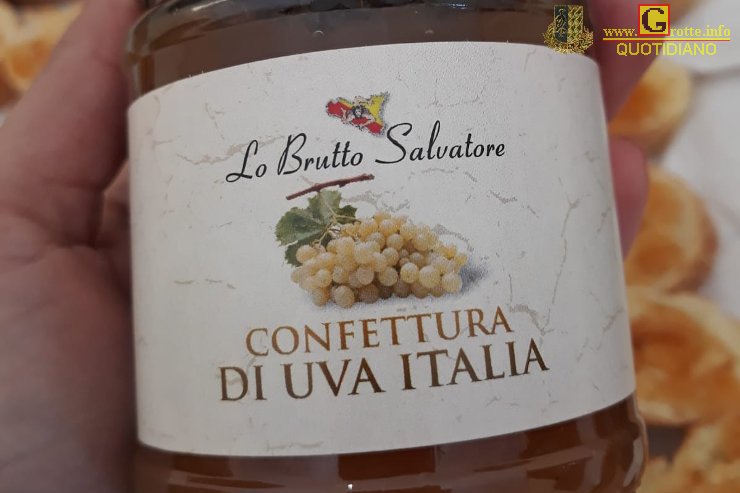 www.Grotte.info
QUOTIDIANO
Lo Brutto Salvatore
CONFETTURA
DI UVA ITALIA